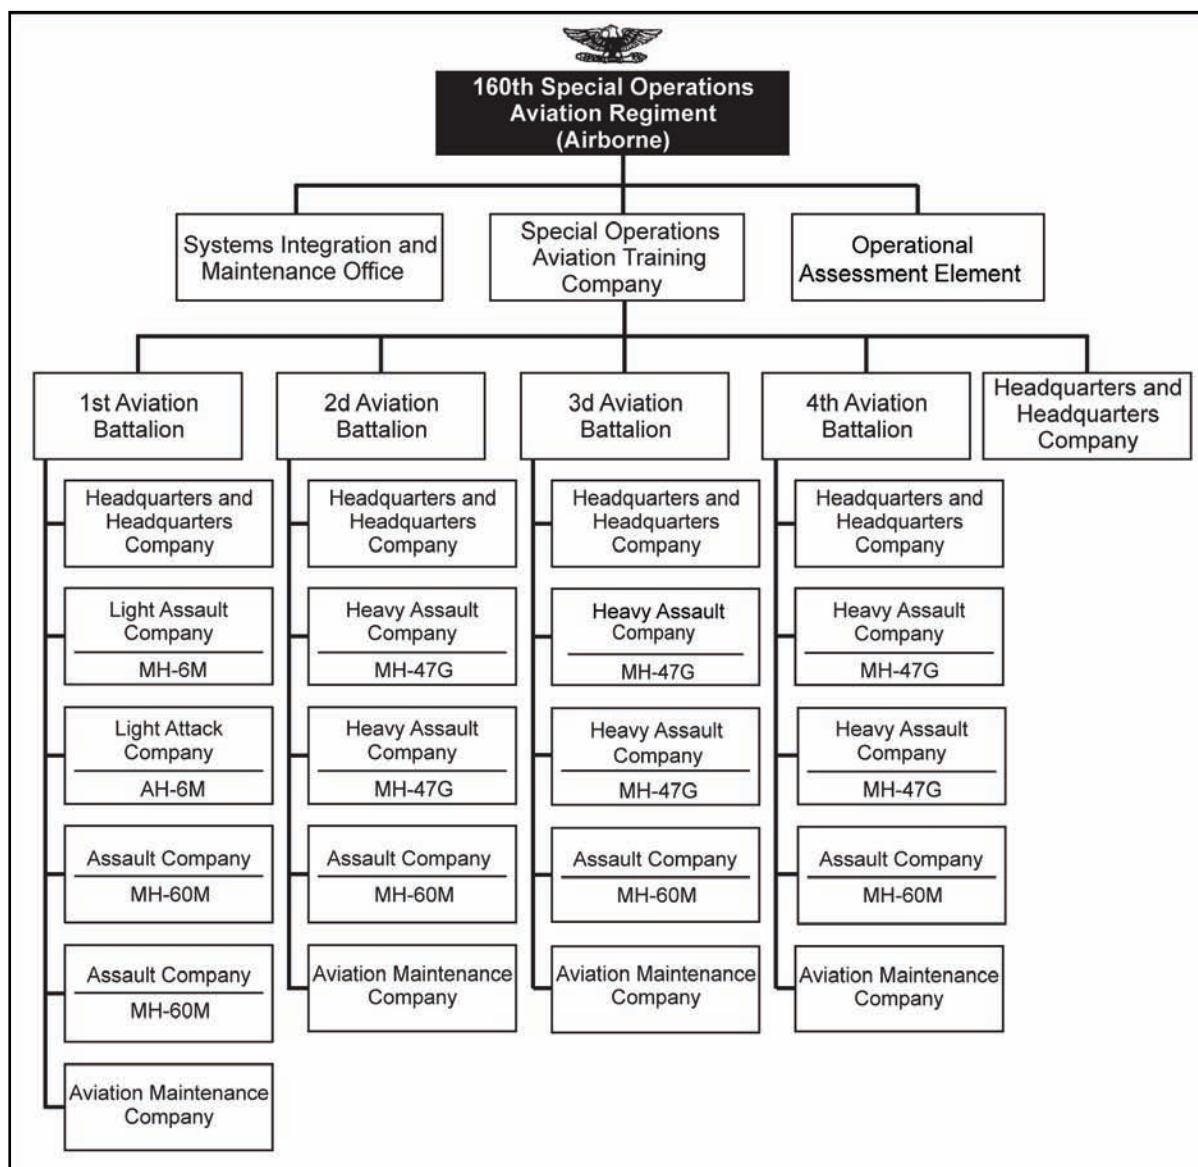 160th Special Operations
Aviation Regiment
(Airborne)
Systems Integration and
Maintenance Office
Special Operations
Aviation Training
Company
Operational
Assessment Element
1st Aviation
Battalion
2d Aviation
Battalion
3d Aviation
Battalion
4th Aviation
Battalion
Headquarters and
Headquarters
Company
Headquarters and
Headquarters
Company
Light Assault
Company
MH-6M
Light Attack
Company
AH-6M
Assault Company
MH-60M
Assault Company
MH-60M
Aviation Maintenance
Company
Headquarters and
Headquarters
Company
Heavy Assault
Company
MH-47G
Heavy Assault
Company
MH-47G
Assault Company
MH-60M
Aviation Maintenance
Company
Headquarters and
Headquarters
Company
Heavy Assault
Company
MH-47G
Heavy Assault
Company
MH-47G
Assault Company
MH-60M
Aviation Maintenance
Company
Headquarters and
Headquarters
Company
Heavy Assault
Company
MH-47G
Heavy Assault
Company
MH-47G
Assault Company
MH-60M
Aviation Maintenance
Company